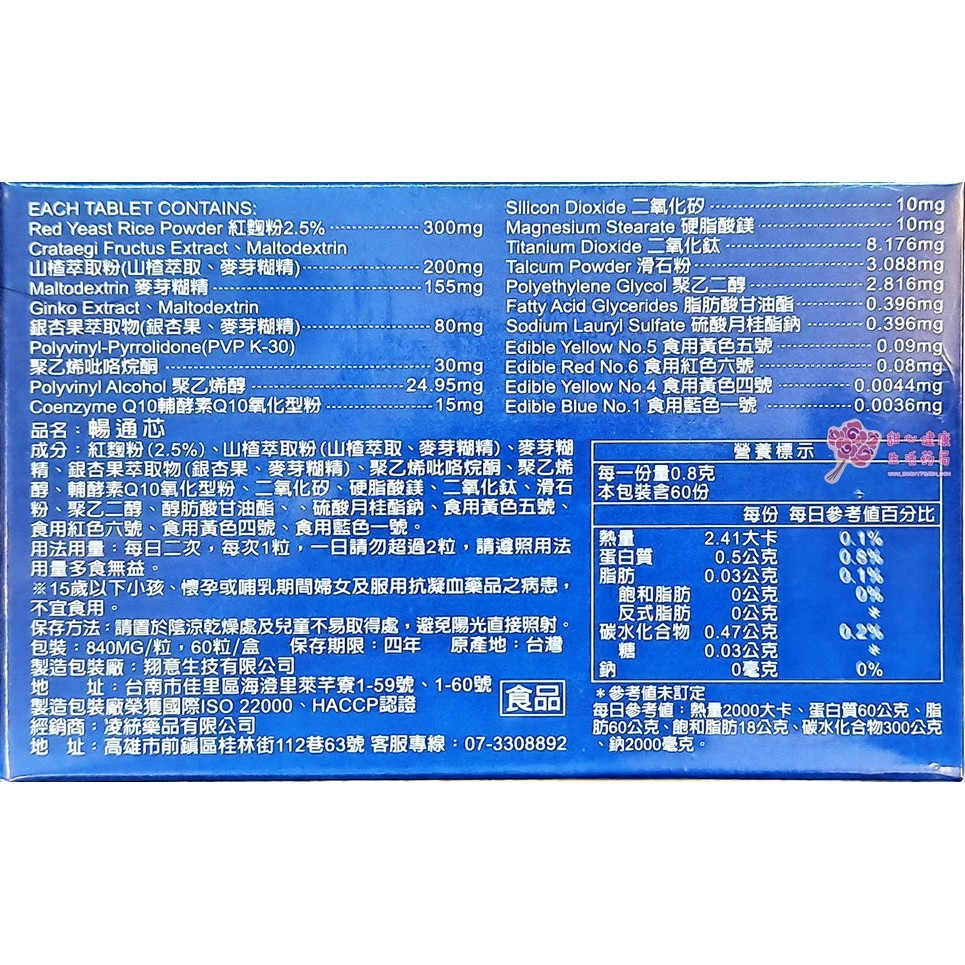 EACH TABLET CONTAINS:
Red Yeast Rice Powder 紅麴粉2.5% 300mg
Crataegi Fructus Extract、Maltodextrin
山楂萃取粉(山楂萃取、麥芽糊精) 200mg
Maltodextrin 麥芽糊精 155mg
Ginko Extract、Maltodextrin
銀杏果萃取物(銀杏果、麥芽糊精) 80mg
Polyvinyl-Pyrrolidone(PVP K-30)
聚乙烯吡咯烷酮 30mg
Polyvinyl Alcohol 聚乙烯醇 24.95mg
Coenzyme Q10輔酵素Q10氧化型粉 15mg
Silicon Dioxide 二氧化矽 10mg
Magnesium Stearate 硬脂酸鎂 10mg
Titanium Dioxide 二氧化鈦 8.176mg
Talcum Powder 滑石粉 3.088mg
Polyethylene Glycol 聚乙二醇 2.816mg
Fatty Acid Glycerides 脂肪酸甘油酯 0.396mg
Sodium Lauryl Sulfate 硫酸月桂酯鈉 0.396mg
Edible Yellow No.5 食用黃色五號 0.09mg
Edible Red No.6 食用紅色六號 0.08mg
Edible Yellow No.4 食用黃色四號 0.0044mg
Edible Blue No.1 食用藍色一號 0.0036mg
品名：暢通芯
成分：紅麴粉(2.5%)、山楂萃取粉(山楂萃取、麥芽糊精)、麥芽糊
精、銀杏果萃取物(銀杏果、麥芽糊精)、聚乙烯吡咯烷酮、聚乙烯
醇、輔酵素Q10氧化型粉、二氧化矽、硬脂酸鎂、二氧化鈦、滑石
粉、聚乙二醇、醇肪酸甘油酯、、硫酸月桂酯鈉、食用黃色五號、
食用紅色六號、食用黃色四號、食用藍色一號。
用法用量：每日二次，每次1粒，一日請勿超過2粒，請遵照用法
用量多食無益。
※15歲以下小孩、懷孕或哺乳期間婦女及服用抗凝血藥品之病患，
不宜食用。
保存方法：請置於陰涼乾燥處及兒童不易取得處，避免陽光直接照射。
包裝：840MG/粒，60粒/盒 保存期限：四年 原產地：台灣
製造包裝廠：翔意生技有限公司
地 址：台南市佳里區海澄里萊芊寮1-59號、1-60號
製造包裝廠榮獲國際ISO 22000、HACCP認證
經銷商：凌統藥品有限公司
地 址：高雄市前鎮區桂林街112巷63號 客服專線：07-3308892
食品
甜心健康
生活药局
營養標示
每一份量0.8克
本包裝含60份
每份 每日參考值百分比
熱量 2.41大卡 0.1%
蛋白質 0.5公克 0.8%
脂肪 0.03公克 0.1%
飽和脂肪 0公克 0%
反式脂肪 0公克 *
碳水化合物 0.47公克 0.2%
糖 0.03公克 *
鈉 0毫克 0%
*參考值未訂定
每日參考值：熱量2000大卡、蛋白質60公克、脂
肪60公克、飽和脂肪18公克、碳水化合物300公克
、鈉2000毫克。